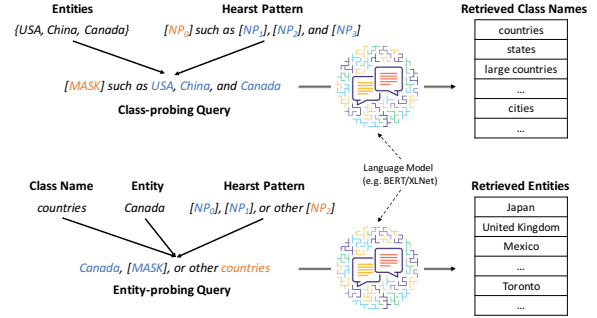 Entities
Hearst Pattern
Retrieved Class Names
{USA, China, Canada}
[NP0] such as [NP1], [NP2], and [NP3]
countries
states
large countries
...
cities
...
[MASK] such as USA, China, and Canada
Class-probing Query
Language Model
(e.g. BERT/XLNet)
Class Name
Entity
Hearst Pattern
Retrieved Entities
countries
Canada
[NP0], [NP1], or other [NP2]
Japan
United Kingdom
Mexico
...
Toronto
...
Canada, [MASK], or other countries
Entity-probing Query